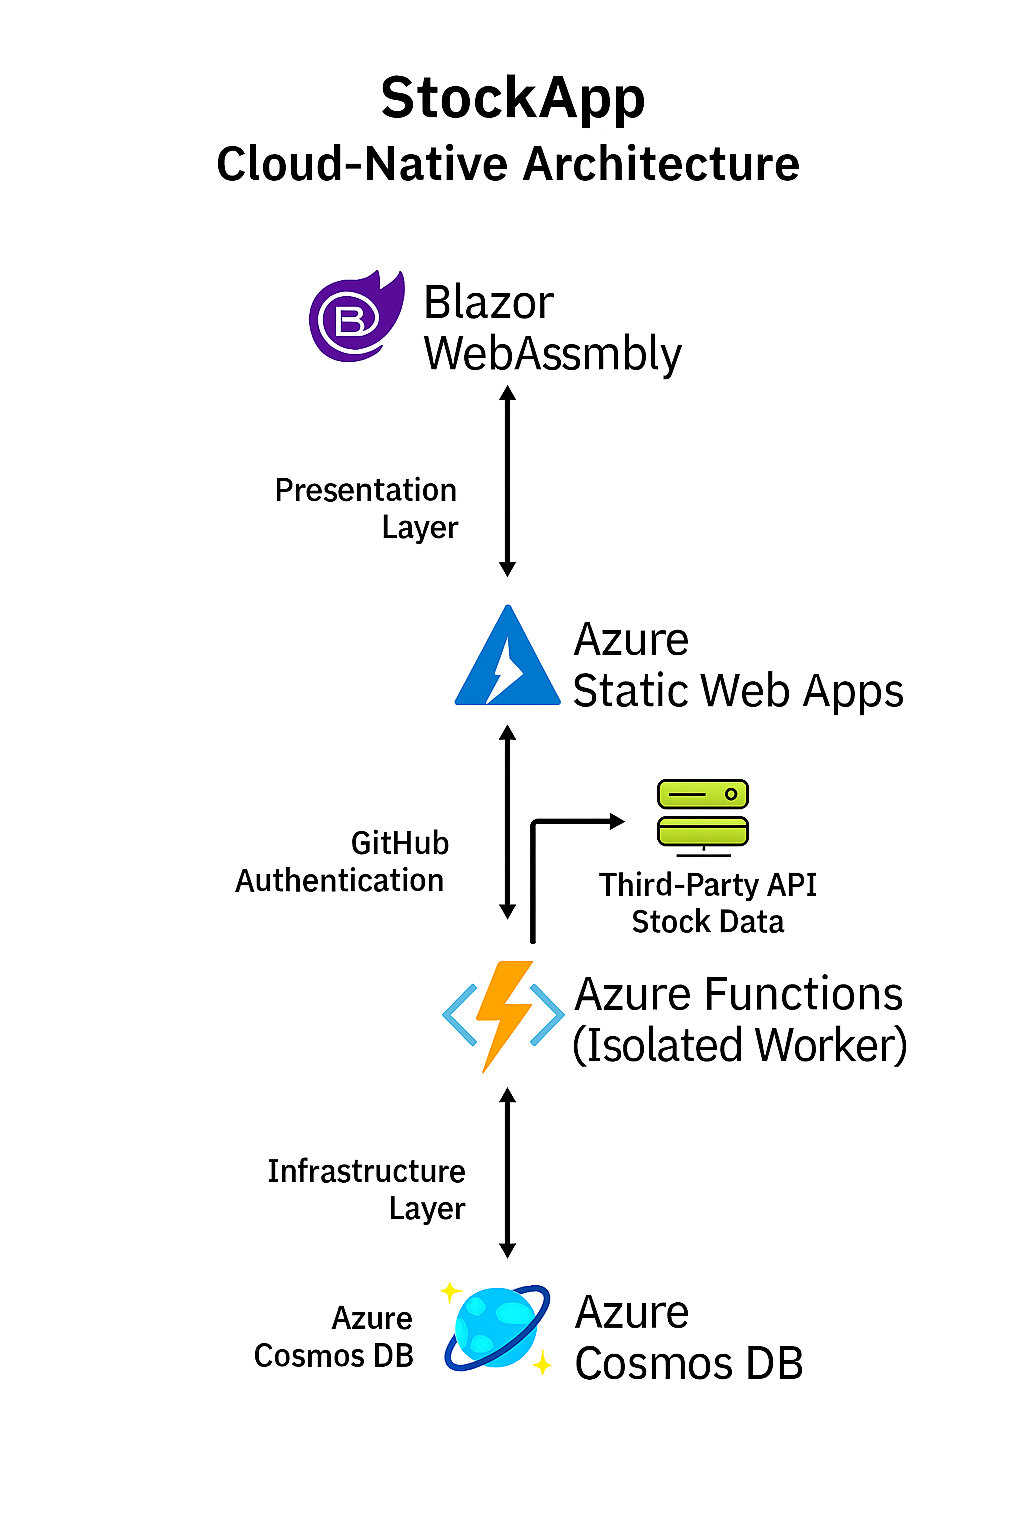 StockApp
Cloud-Native Architecture
B
Blazor
WebAssmbly
Presentation
Layer
Azure
Static Web Apps
GitHub
Authentication
Third-Party API
Stock Data
Azure Functions
(Isolated Worker)
Infrastructure
Layer
Azure
Cosmos DB
Azure
Cosmos DB